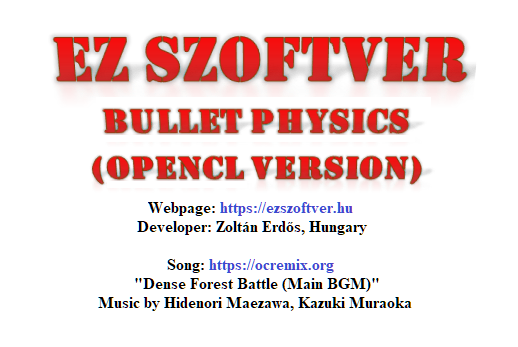 EZ SZOFTVER
BULLET PHYSICS
(OPENCL VERSION)
Webpage: https://ezszoftver.hu
Developer: Zoltán Erdős, Hungary
Song: https://ocremix.org
"Dense Forest Battle (Main BGM)"
Music by Hidenori Maezawa, Kazuki Muraoka